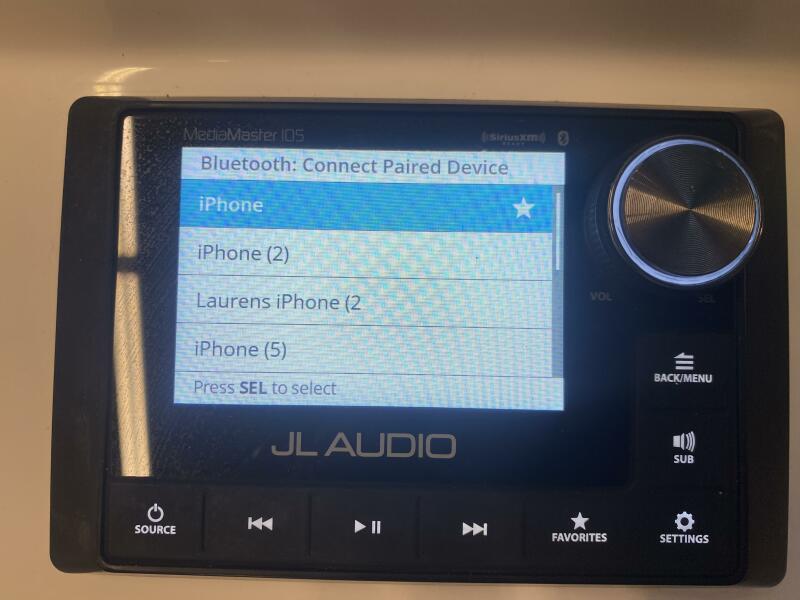 MediaMaster 105
SiriusXM
READY
Bluetooth: Connect Paired Device
iPhone
iPhone (2)
Laurens iPhone (2
iPhone (5)
Press SEL to select
VOL
SEL
BACK/MENU
JL AUDIO
SUB
SOURCE
FAVORITES
SETTINGS